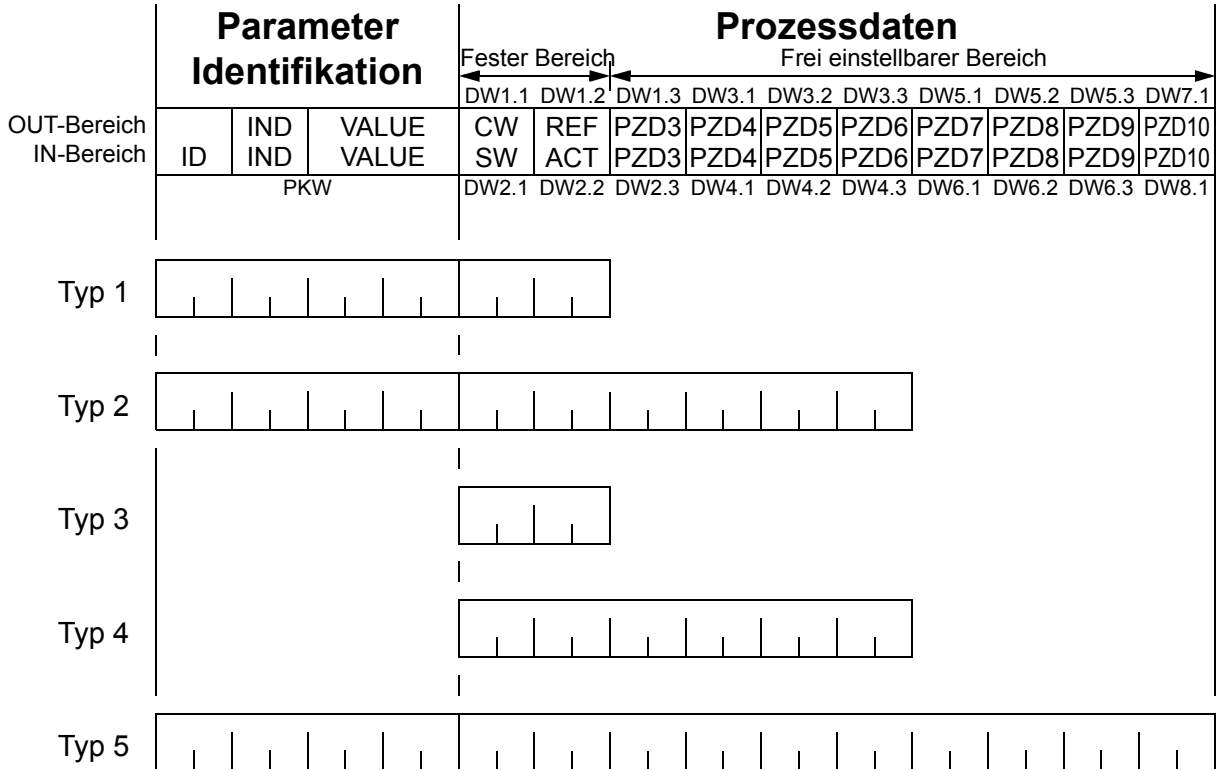 Parameter
Identifikation
Prozessdaten
Fester Bereich Frei einstellbarer Bereich
DW1.1 DW1.2 DW1.3 DW3.1 DW3.2 DW3.3 DW5.1 DW5.2 DW5.3 DW7.1
OUT-Bereich IND VALUE CW REF PZD3 PZD4 PZD5 PZD6 PZD7 PZD8 PZD9 PZD10
IN-Bereich ID IND VALUE SW ACT PZD3 PZD4 PZD5 PZD6 PZD7 PZD8 PZD9 PZD10
PKW DW2.1 DW2.2 DW2.3 DW4.1 DW4.2 DW4.3 DW6.1 DW6.2 DW6.3 DW8.1
Typ 1
Typ 2
Typ 3
Typ 4
Typ 5